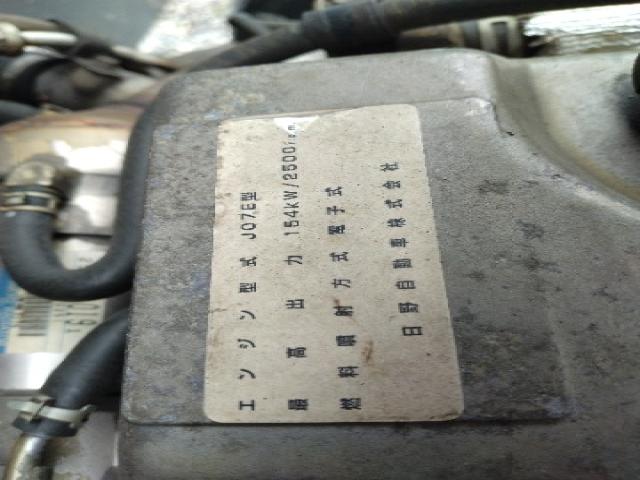 エンジン型式 J07E型
最高出力 154kW/2500r.p.m
燃料噴射方式 電子式
日野自動車株式会社